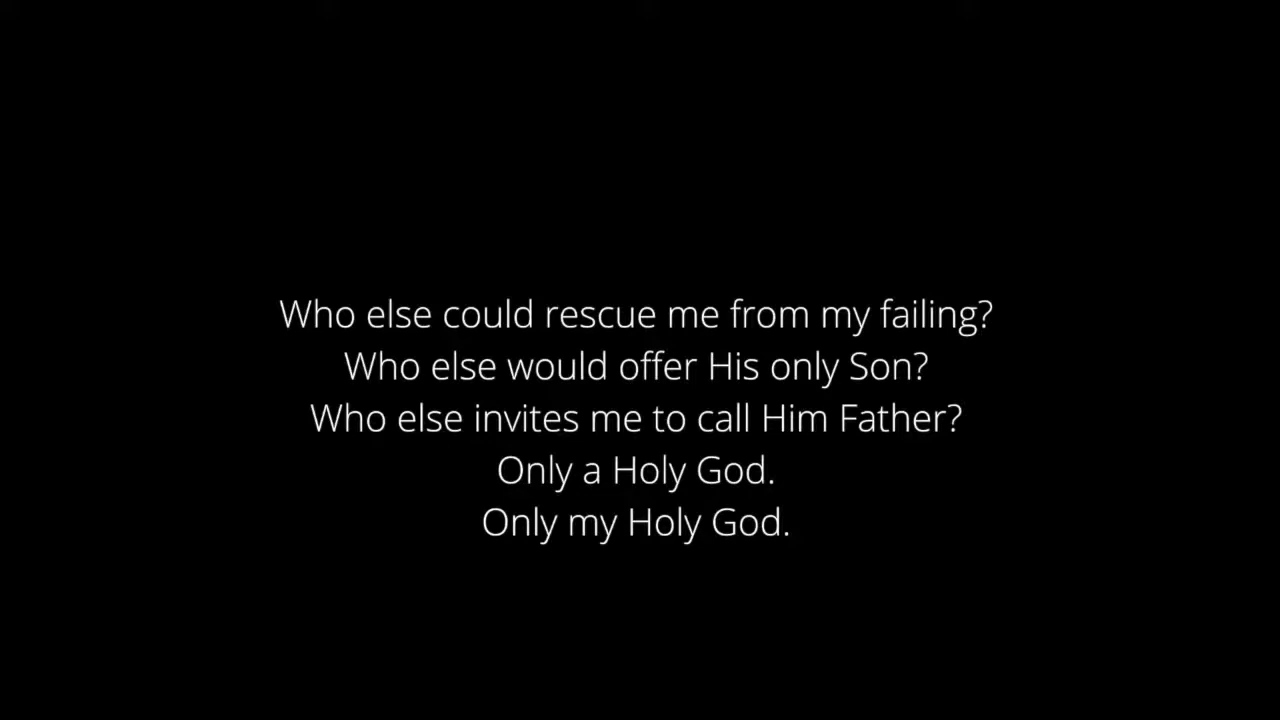 Who else could rescue me from my failing?
Who else would offer His only Son?
Who else invites me to call Him Father?
Only a Holy God.
Only my Holy God.